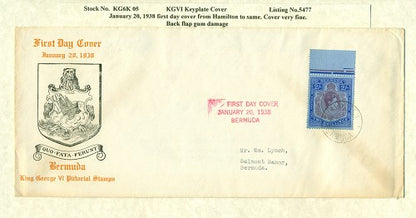 Stock No. KG6K 05 KGVI Keyplate Cover Listing No.5477
January 20, 1938 first day cover from Hamilton to same. Cover very fine.
Back flap gum damage
First Day Cover
January 20, 1938
QUO FATA FERUNT
Bermuda
King George VI Pictorial Stamps
FIRST DAY COVER
JANUARY 20, 1938
BERMUDA
Mr. Wm. Lynch,
Belmont Manor,
Bermuda.